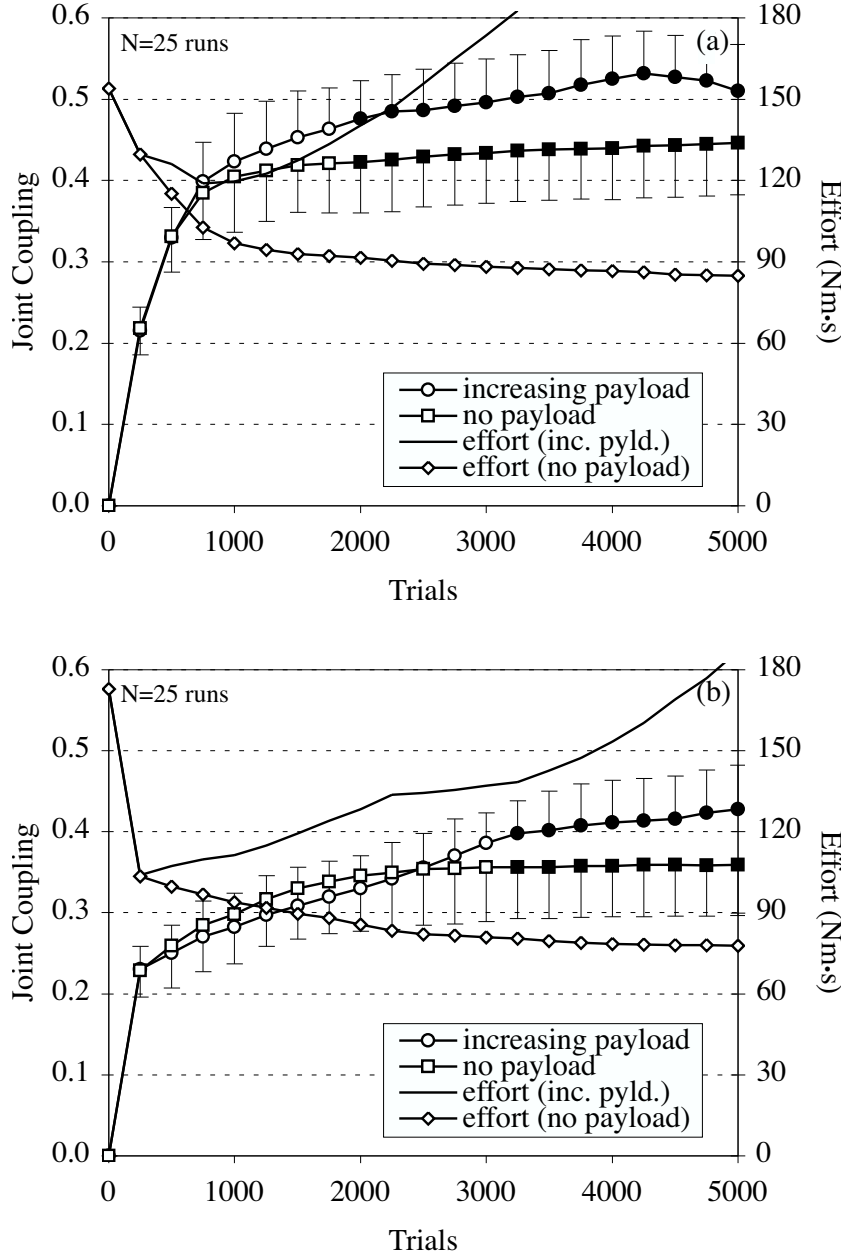 N=25 runs
(a)
0.6
0.5
0.4
0.3
0.2
0.1
0.0
Joint Coupling
180
150
120
90
60
30
0
Effort (Nm•s)
increasing payload
no payload
effort (inc. pyld.)
effort (no payload)
0 1000 2000 3000 4000 5000
Trials
N=25 runs
(b)
0.6
0.5
0.4
0.3
0.2
0.1
0.0
Joint Coupling
180
150
120
90
60
30
0
Effort (Nm•s)
increasing payload
no payload
effort (inc. pyld.)
effort (no payload)
0 1000 2000 3000 4000 5000
Trials